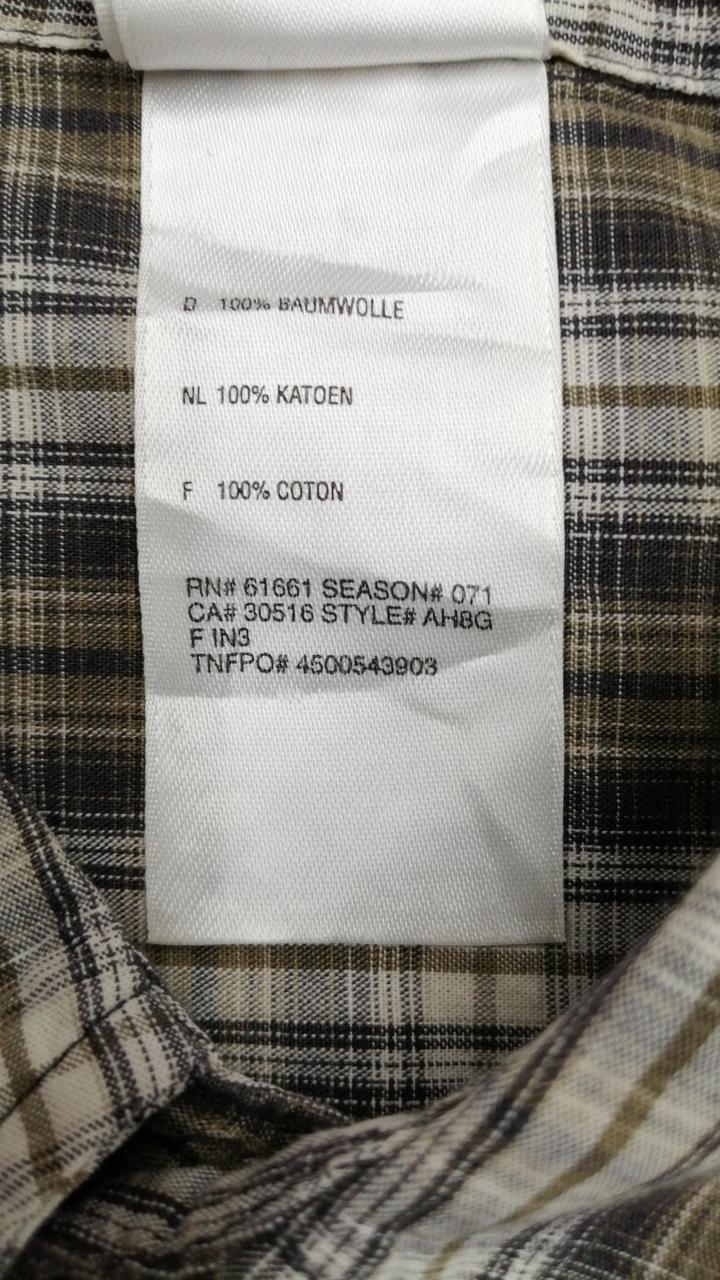 D 100% BAUMWOLLE
NL 100% KATOEN
F 100% COTON
RN# 61661 SEASON# 071
CA# 30516 STYLE# AH8G
F IN3
TNFPO# 4500543903